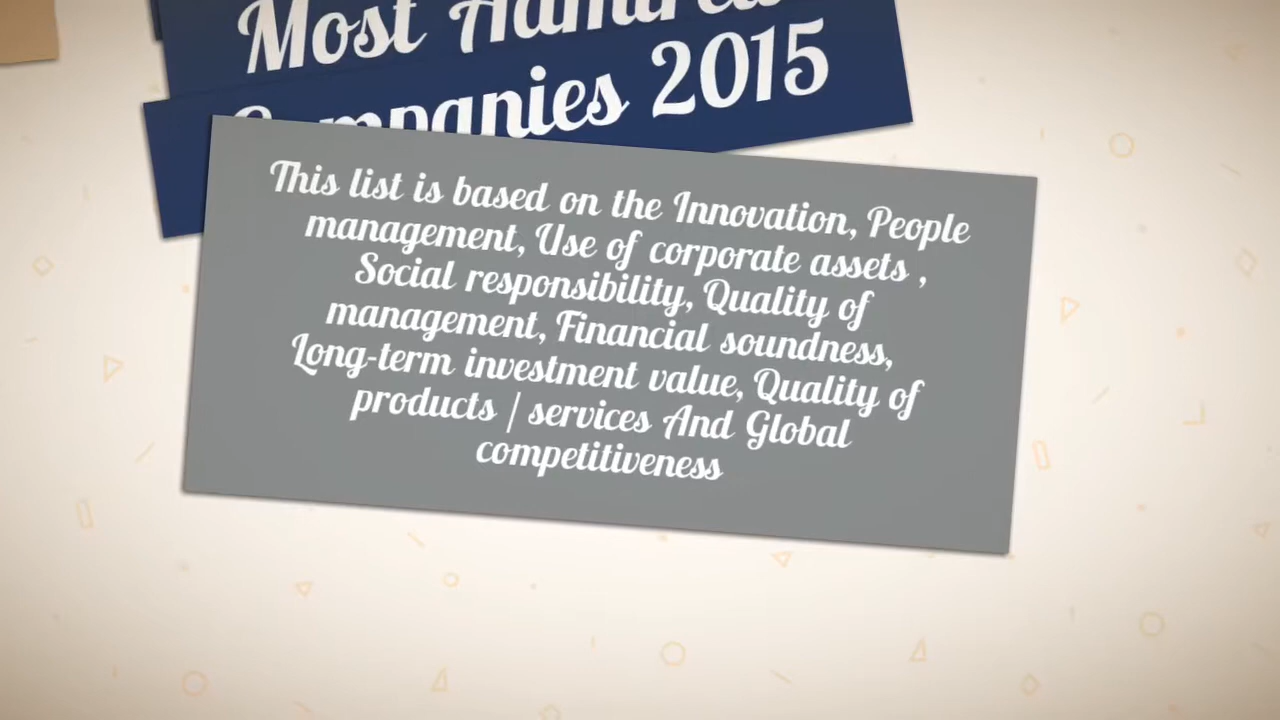 Most Admired
Companies 2015
This list is based on the Innovation, People
management, Use of corporate assets ,
Social responsibility, Quality of
management, Financial soundness,
Long-term investment value, Quality of
products / services And Global
competitiveness